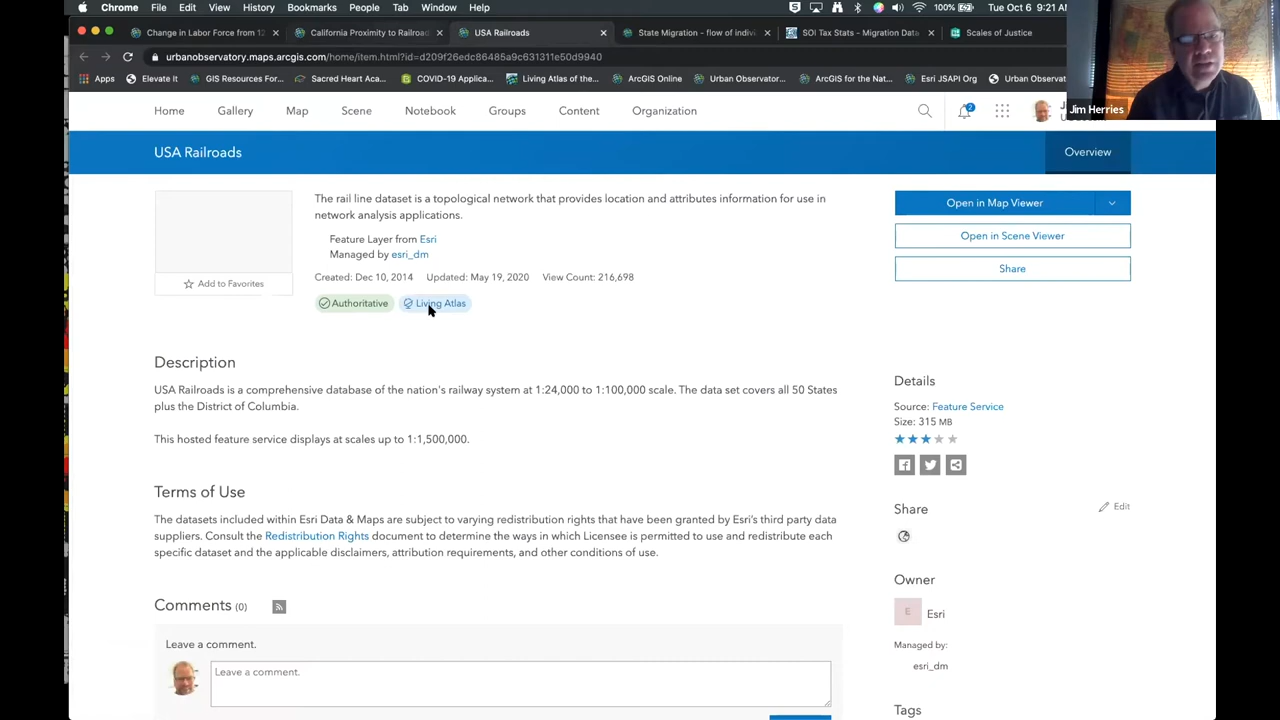 Chrome File Edit View History Bookmarks People Tab Window Help 100% Tue Oct 6 9:21 AM
Change in Labor Force from 12 California Proximity to Railroad USA Railroads State Migration - flow of indivi SOI Tax Stats - Migration Data Scales of Justice
urbanobservatory.maps.arcgis.com/home/item.html?id=d209f26edc86485a9c631311e50d9940
Apps Elevate it GIS Resources For... Sacred Heart Aca... COVID-19 Applica... Living Atlas of the... ArcGIS Online Urban Observator... ArcGIS for the Nat... Esri JSAPI Org Urban Observat
Jim Herries
Home Gallery Map Scene Notebook Groups Content Organization 2
USA Railroads Overview
The rail line dataset is a topological network that provides location and attributes information for use in
network analysis applications.
Open in Map Viewer
Feature Layer from Esri
Open in Scene Viewer
Managed by esri_dm
Share
Created: Dec 10, 2014 Updated: May 19, 2020 View Count: 216,698
Add to Favorites
Authoritative Living Atlas
Description
USA Railroads is a comprehensive database of the nation's railway system at 1:24,000 to 1:100,000 scale. The data set covers all 50 States
plus the District of Columbia.
This hosted feature service displays at scales up to 1:1,500,000.
Details
Source: Feature Service
Size: 315 MB
Terms of Use
The datasets included within Esri Data & Maps are subject to varying redistribution rights that have been granted by Esri's third party data
suppliers. Consult the Redistribution Rights document to determine the ways in which Licensee is permitted to use and redistribute each
specific dataset and the applicable disclaimers, attribution requirements, and other conditions of use.
Share Edit
Owner
E Esri
Managed by:
esri_dm
Tags
Comments (0)
Leave a comment.
Leave a comment.